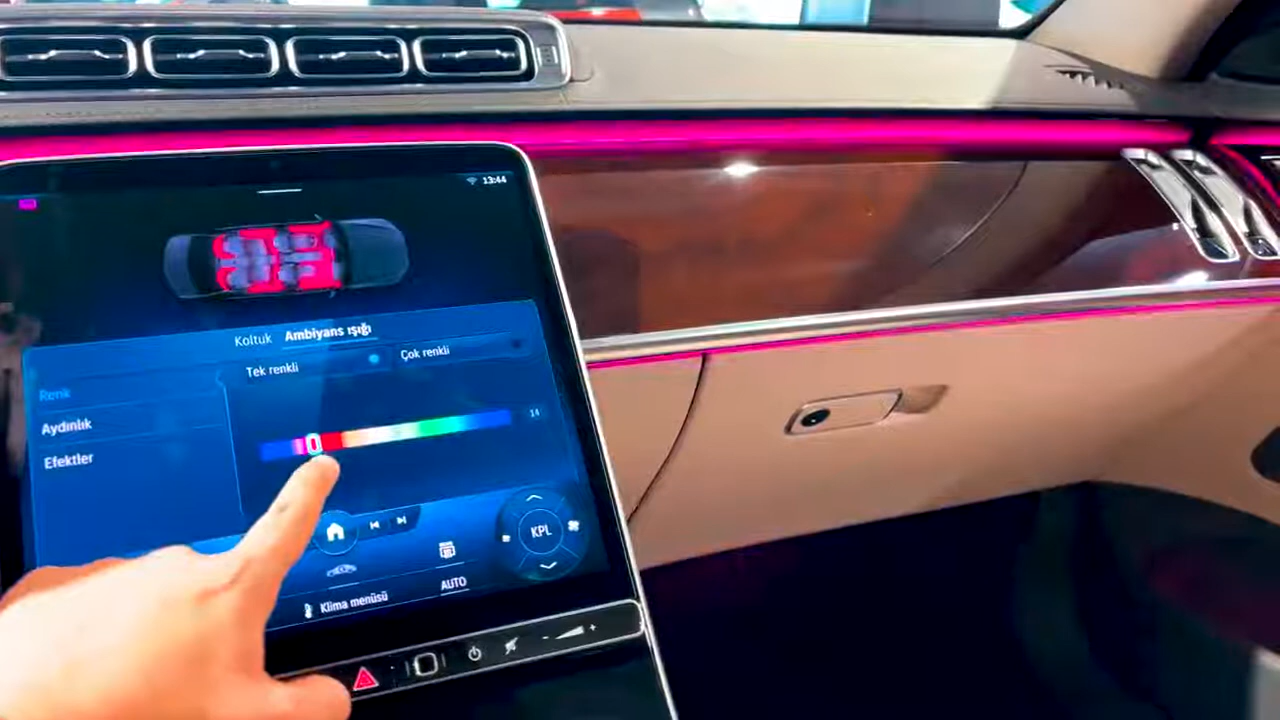 13:44
Koltuk Ambiyans ışığı
Tek renkli Çok renkli
Renk
Aydınlık
Efektler
14
KPL
AUTO
Klima menüsü
- +